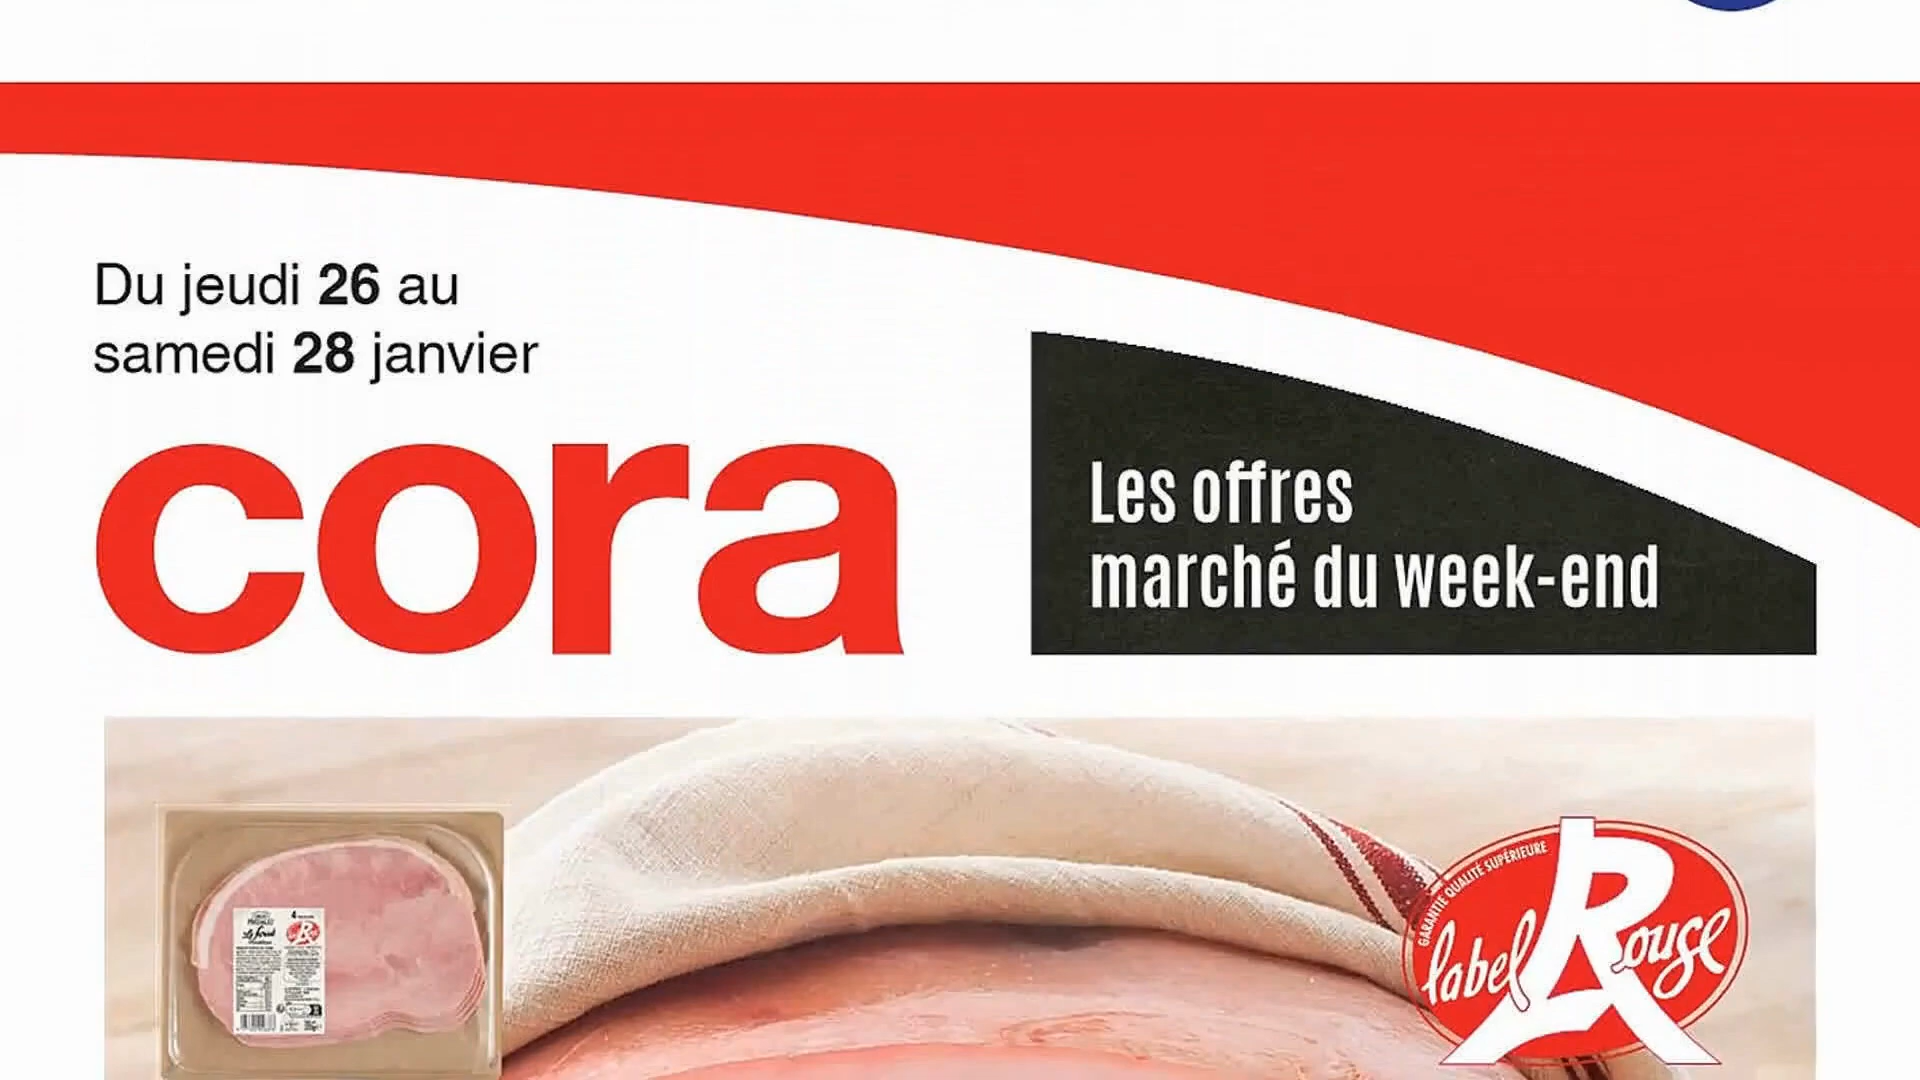 Du jeudi 26 au
samedi 28 janvier
cora
Les offres
marché du week-end
GARANTIE QUALITÉ SUPÉRIEURE
label Rouge